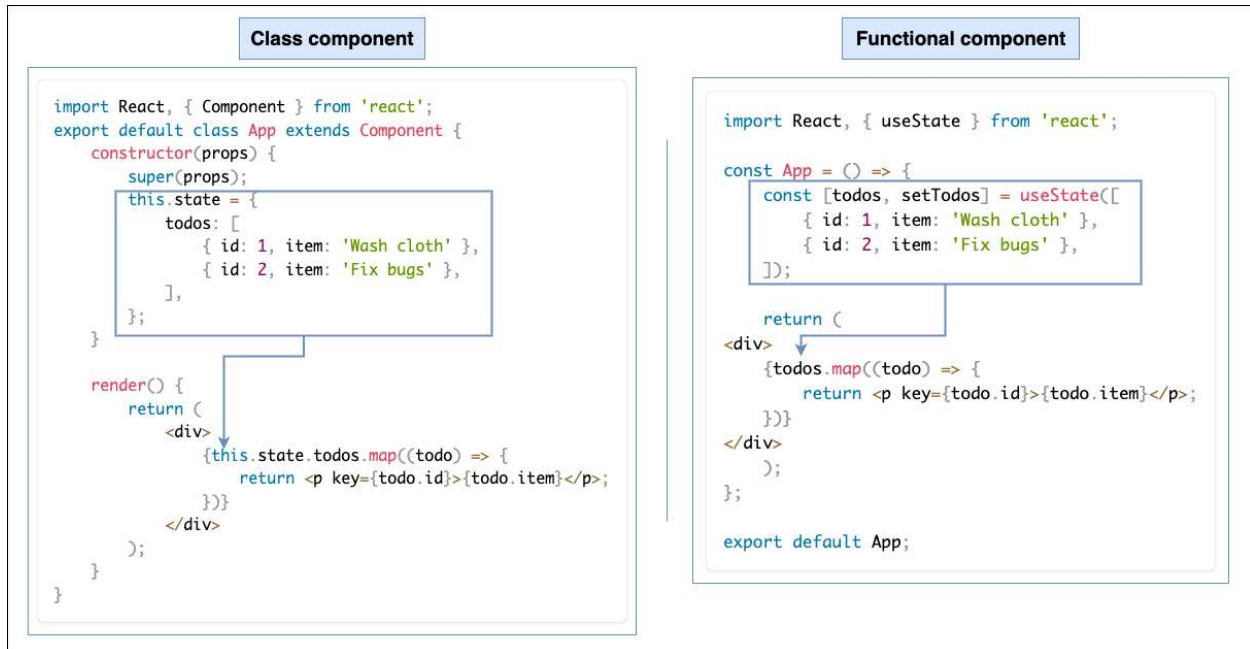 Class component
import React, { Component } from 'react';
export default class App extends Component {
    constructor(props) {
        super(props);
        this.state = {
            todos: [
                { id: 1, item: 'Wash cloth' },
                { id: 2, item: 'Fix bugs' },
            ],
        };
    }
    render() {
        return (
            <div>
                {this.state.todos.map((todo) => {
                    return <p key={todo.id}>{todo.item}</p>;
                })}
            </div>
        );
    }
}
Functional component
import React, { useState } from 'react';
const App = () => {
    const [todos, setTodos] = useState([
        { id: 1, item: 'Wash cloth' },
        { id: 2, item: 'Fix bugs' },
    ]);
    return (
<div>
    {todos.map((todo) => {
        return <p key={todo.id}>{todo.item}</p>;
    })}
</div>
    );
};
export default App;